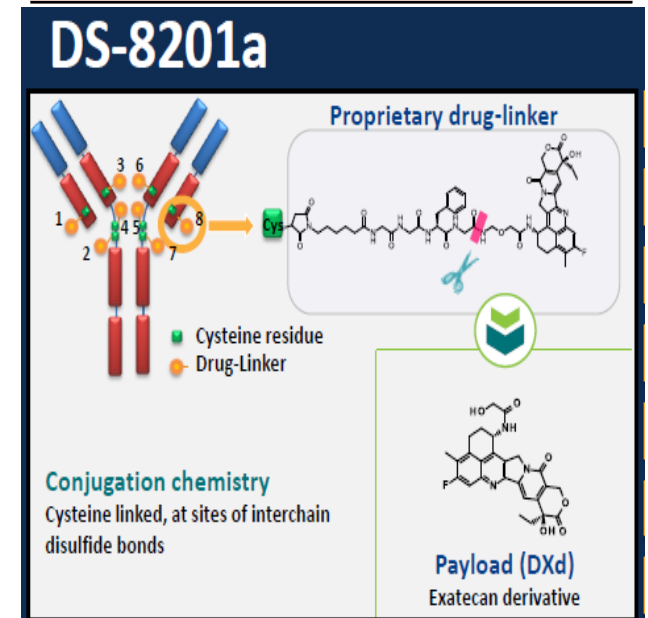 DS-8201a
Proprietary drug-linker
3 6
1 4 5 8
2 7
Cys
Cysteine residue
Drug-Linker
Conjugation chemistry
Cysteine linked, at sites of interchain
disulfide bonds
Payload (DXd)
Exatecan derivative